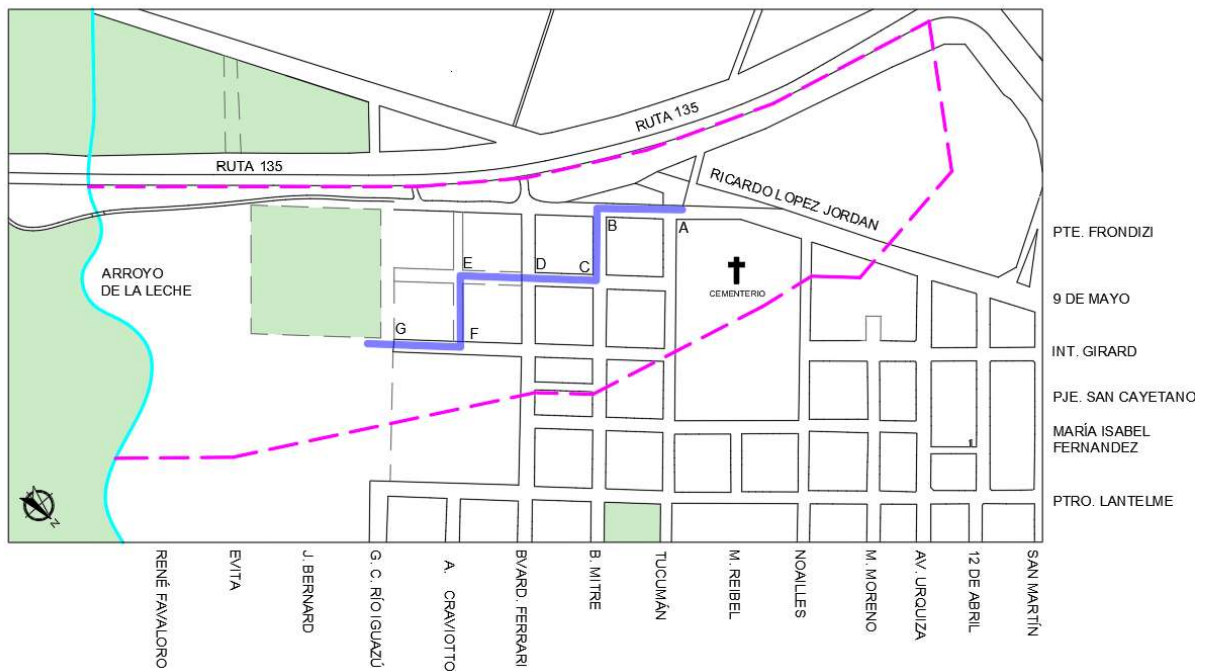 RUTA 135
RUTA 135
RICARDO LOPEZ JORDAN
B
A
PTE. FRONDIZI
E
D
C
ARROYO
DE LA LECHE
CEMENTERIO
9 DE MAYO
G
F
INT. GIRARD
PJE. SAN CAYETANO
MARÍA ISABEL
FERNANDEZ
1
PTRO. LANTELME
N
RENÉ FAVALORO
EVITA
J. BERNARD
G. C. RÍO IGUAZÚ
A. CRAVIOTTO
BVARD. FERRARI
B. MITRE
TUCUMÁN
M. REIBEL
NOAILLES
M. MORENO
AV. URQUIZA
12 DE ABRIL
SAN MARTÍN